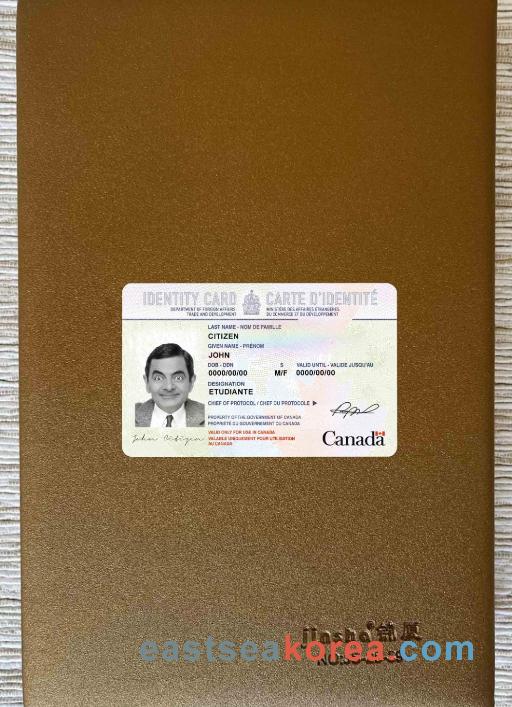 IDENTITY CARD CARTE D'IDENTITÉ
DEPARTMENT OF FOREIGN AFFAIRS
TRADE AND DEVELOPMENT
MINISTÈRE DES AFFAIRES ÉTRANGÈRES
DU COMMERCE ET DU DÉVELOPPEMENT
LAST NAME - NOM DE FAMILLE
CITIZEN
GIVEN NAME - PRÉNOM
JOHN
DOB - DDN S VALID UNTIL - VALIDE JUSQU'AU
0000/00/00 M/F 0000/00/00
DESIGNATION
ETUDIANTE
CHIEF OF PROTOCOL / CHEF DU PROTOCOLE ▶
PROPERTY OF THE GOVERNMENT OF CANADA
PROPRIÉTÉ DU GOUVERNEMENT DU CANADA
John Citizen
VALID ONLY FOR USE IN CANADA
VALABLE UNIQUEMENT POUR UTILISATION
AU CANADA
Canada
eastseakorea.com